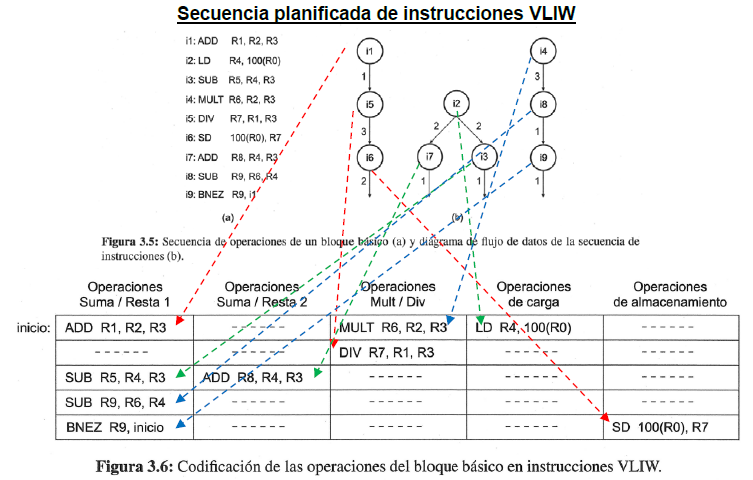 Secuencia planificada de instrucciones VLIW
i1: ADD R1, R2, R3
i2: LD R4, 100(R0)
i3: SUB R5, R4, R3
i4: MULT R6, R2, R3
i5: DIV R7, R1, R3
i6: SD 100(R0), R7
i7: ADD R8, R4, R3
i8: SUB R9, R6, R4
i9: BNEZ R9, i1
(a)
i1 i4
1 3
i5 i2 i8
3 2 2 1
i6 i7 i3 i9
2 1 1 1
(b)
Figura 3.5: Secuencia de operaciones de un bloque básico (a) y diagrama de flujo de datos de la secuencia de
instrucciones (b).
Operaciones Operaciones Operaciones Operaciones Operaciones
Suma / Resta 1 Suma / Resta 2 Mult / Div de carga de almacenamiento
inicio: ADD R1, R2, R3 ------ MULT R6, R2, R3 LD R4, 100(R0) ------
------ ------ DIV R7, R1, R3 ------ ------
SUB R5, R4, R3 ADD R8, R4, R3 ------ ------ ------
SUB R9, R6, R4 ------ ------ ------ ------
BNEZ R9, inicio ------ ------ ------ SD 100(R0), R7
Figura 3.6: Codificación de las operaciones del bloque básico en instrucciones VLIW.